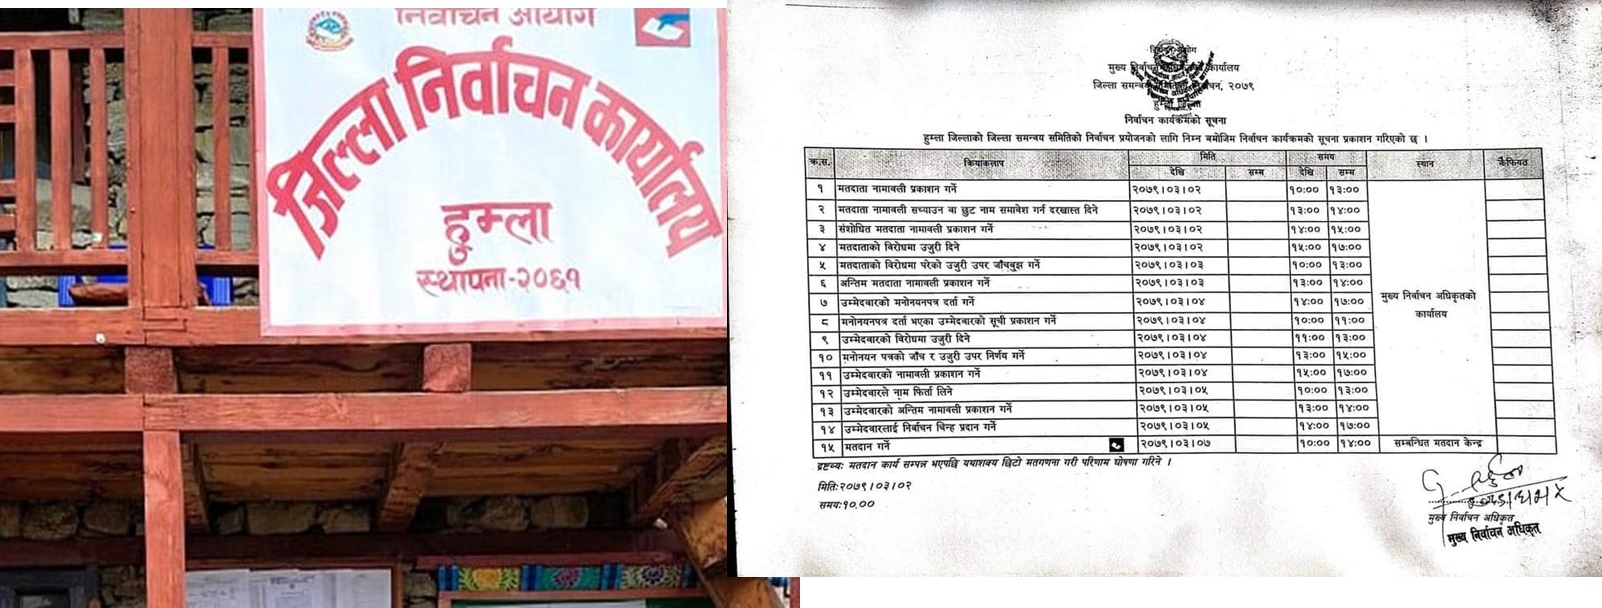 निर्वाचन आयोग
जिल्ला निर्वाचन कार्यालय
हुम्ला
स्थापना-२०६१
निर्वाचन आयोग
मुख्य निर्वाचन कार्यालय
जिल्ला समन्वय निर्वाचन, २०७९
हुम्ला
निर्वाचन कार्यक्रमको सूचना
हुम्ला जिल्लाको जिल्ला समन्वय समितिको निर्वाचन प्रयोजनको लागि निम्न बमोजिम निर्वाचन कार्यक्रमको सूचना प्रकाशन गरिएको छ ।
क्र.स. क्रियाकलाप मिति समय स्थान कैफियत
देखि सम्म देखि सम्म
१ मतदाता नामावली प्रकाशन गर्ने २०७९।०३।०२ १०:०० १३:००
२ मतदाता नामावली सच्याउन वा छुट नाम समावेश गर्न दरखास्त दिने २०७९।०३।०२ १३:०० १४:००
३ संशोधित मतदाता नामावली प्रकाशन गर्ने २०७९।०३।०२ १४:०० १५:००
४ मतदाताको विरोधमा उजुरी दिने २०७९।०३।०२ १५:०० १७:००
५ मतदाताको विरोधमा परेको उजुरी उपर जाँचबुझ गर्ने २०७९।०३।०३ १०:०० १३:००
६ अन्तिम मतदाता नामावली प्रकाशन गर्ने २०७९।०३।०३ १३:०० १४:००
७ उम्मेदवारको मनोनयनपत्र दर्ता गर्ने २०७९।०३।०४ १४:०० १७:०० मुख्य निर्वाचन अधिकृतको
कार्यालय
८ मनोनयनपत्र दर्ता भएका उम्मेदवारको सूची प्रकाशन गर्ने २०७९।०३।०४ १०:०० ११:००
९ उम्मेदवारको विरोधमा उजुरी दिने २०७९।०३।०४ ११:०० १३:००
१० मनोनयन पत्रको जाँच र उजुरी उपर निर्णय गर्ने २०७९।०३।०४ १३:०० १५:००
११ उम्मेदवारको नामावली प्रकाशन गर्ने २०७९।०३।०४ १५:०० १७:००
१२ उम्मेदवारले नाम फिर्ता लिने २०७९।०३।०५ १०:०० १३:००
१३ उम्मेदवारको अन्तिम नामावली प्रकाशन गर्ने २०७९।०३।०५ १३:०० १४:००
१४ उम्मेदवारलाई निर्वाचन चिन्ह प्रदान गर्ने २०७९।०३।०५ १४:०० १७:००
१५ मतदान गर्ने २०७९।०३।०७ १०:०० १४:०० सम्बन्धित मतदान केन्द्र
द्रष्टव्य: मतदान कार्य सम्पन्न भएपछि यथाशक्य छिटो मतगणना गरी परिणाम घोषणा गरिने ।
मिति:२०७९।०३।०२
समय:१०.००
मुख्य निर्वाचन अधिकृत
मुख्य निर्वाचन अधिकृत